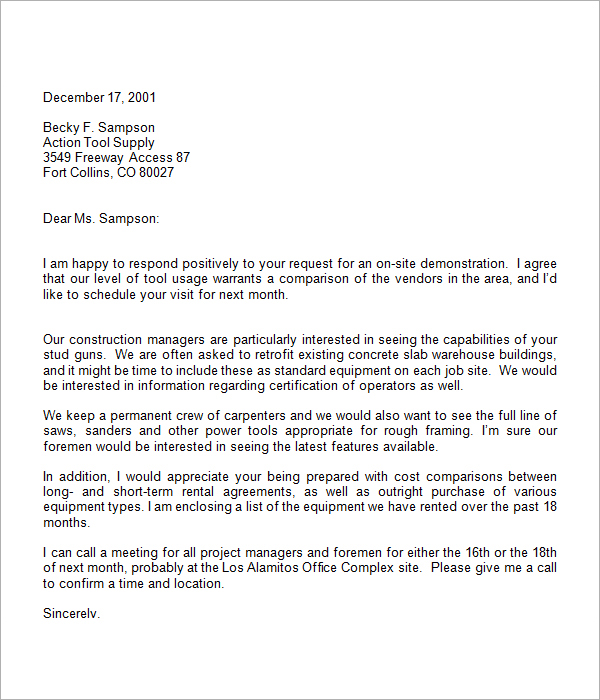 December 17, 2001
Becky F. Sampson
Action Tool Supply
3549 Freeway Access 87
Fort Collins, CO 80027
Dear Ms. Sampson:
I am happy to respond positively to your request for an on-site demonstration.  I agree
that our level of tool usage warrants a comparison of the vendors in the area, and I'd
like to schedule your visit for next month.
Our construction managers are particularly interested in seeing the capabilities of your
stud guns.  We are often asked to retrofit existing concrete slab warehouse buildings,
and it might be time to include these as standard equipment on each job site.  We would
be interested in information regarding certification of operators as well.
We keep a permanent crew of carpenters and we would also want to see the full line of
saws, sanders and other power tools appropriate for rough framing. I'm sure our
foremen would be interested in seeing the latest features available.
In addition, I would appreciate your being prepared with cost comparisons between
long- and short-term rental agreements, as well as outright purchase of various
equipment types. I am enclosing a list of the equipment we have rented over the past 18
months.
I can call a meeting for all project managers and foremen for either the 16th or the 18th
of next month, probably at the Los Alamitos Office Complex site.  Please give me a call
to confirm a time and location.
Sincerely,